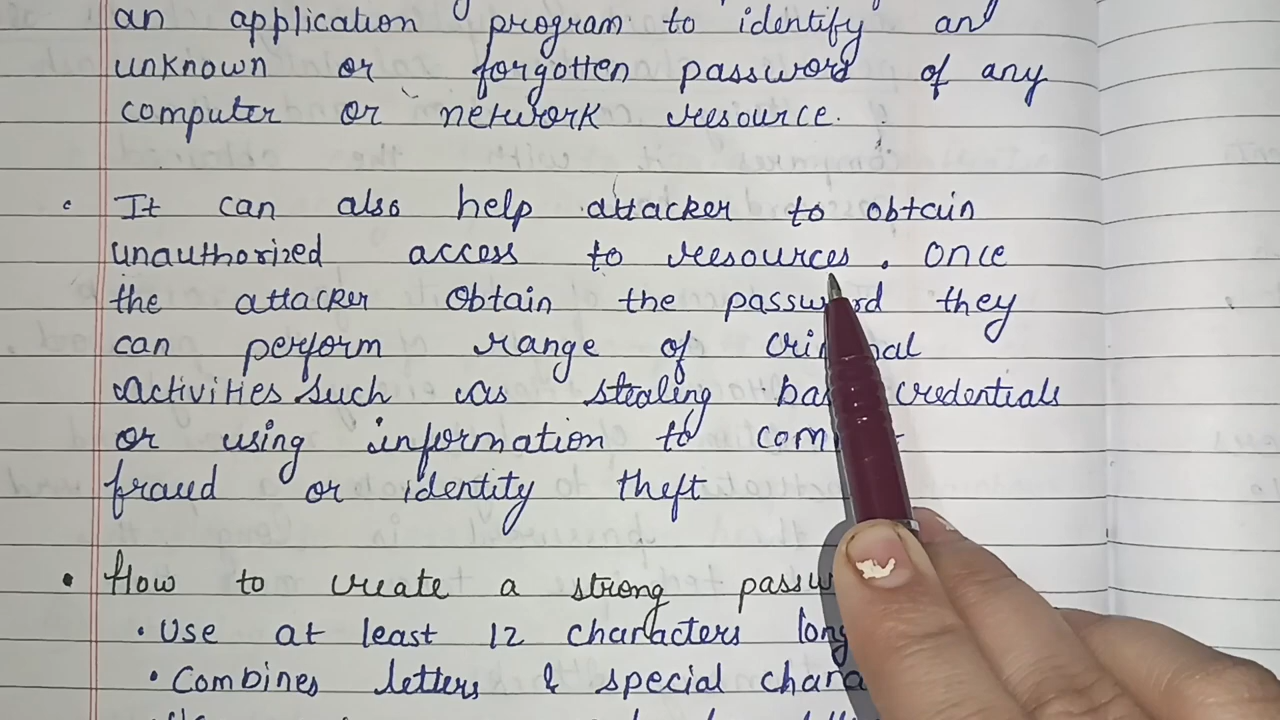 an application program to identify an
unknown or forgotten password of any
computer or network resource.
It can also help attacker to obtain
unauthorized access to resources. Once
the attacker obtain the password they
can perform range of
activities such as stealing credentials
or using information to
fraud or identity theft
• How to create a strong
• Use at least 12 characters long
• Combines letters & special